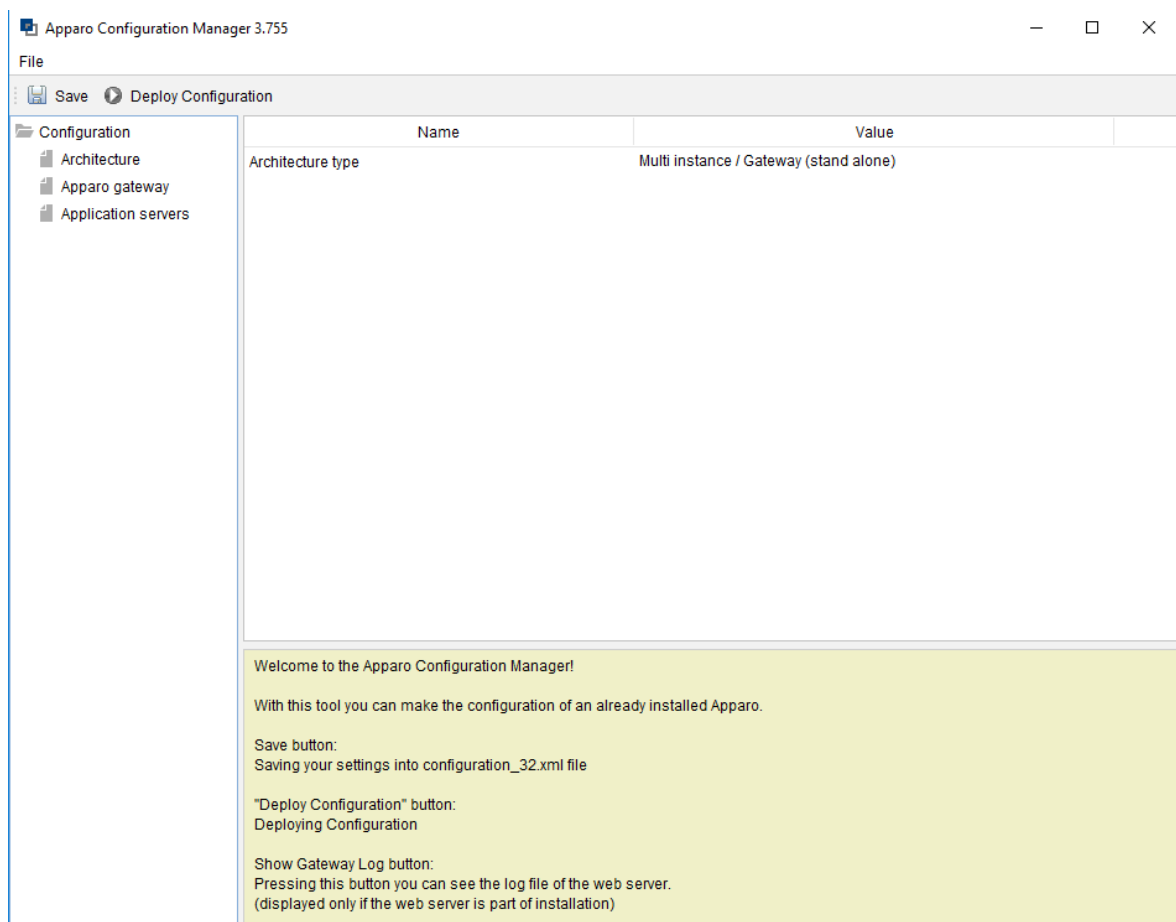 Apparo Configuration Manager 3.755
File
Save Deploy Configuration
Configuration
Architecture
Apparo gateway
Application servers
Name Value
Architecture type Multi instance / Gateway (stand alone)
Welcome to the Apparo Configuration Manager!
With this tool you can make the configuration of an already installed Apparo.
Save button:
Saving your settings into configuration_32.xml file
"Deploy Configuration" button:
Deploying Configuration
Show Gateway Log button:
Pressing this button you can see the log file of the web server.
(displayed only if the web server is part of installation)